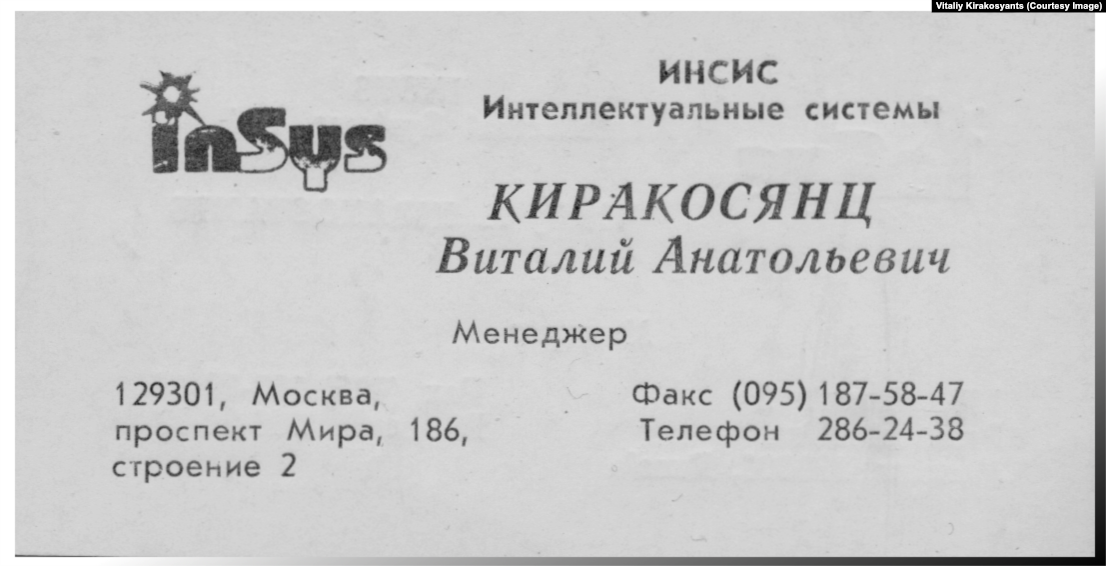 Vitaliy Kirakosyants (Courtesy Image)
inSys
ИНСИС
Интеллектуальные системы
КИРАКОСЯНЦ
Виталий Анатольевич
Менеджер
129301, Москва,
проспект Мира, 186,
строение 2
Факс (095) 187-58-47
Телефон 286-24-38